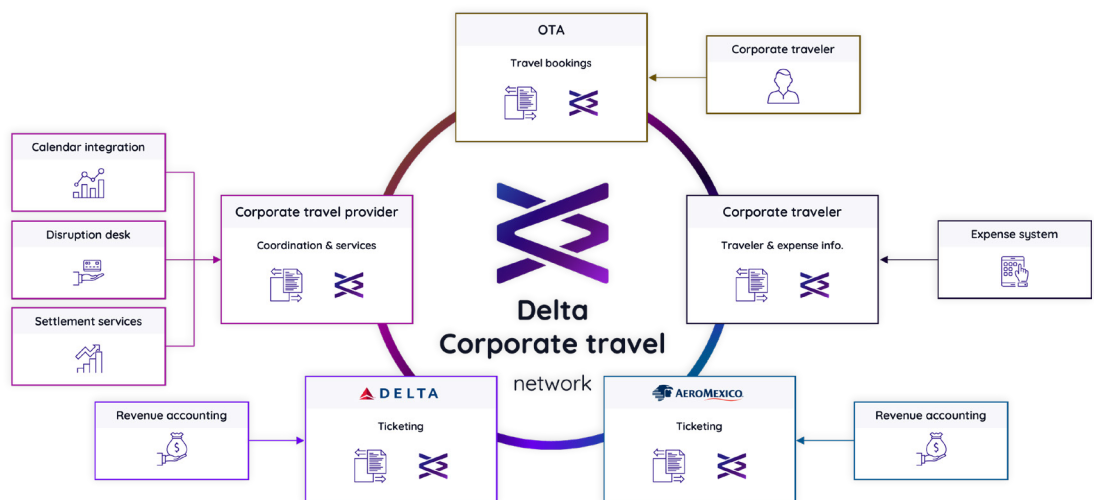 OTA
Travel bookings
Corporate traveler
Calendar integration
Disruption desk
Settlement services
Corporate travel provider
Coordination & services
Corporate traveler
Traveler & expense info.
Expense system
Delta
Corporate travel
network
DELTA
Ticketing
Revenue accounting
AEROMEXICO.
Ticketing
Revenue accounting